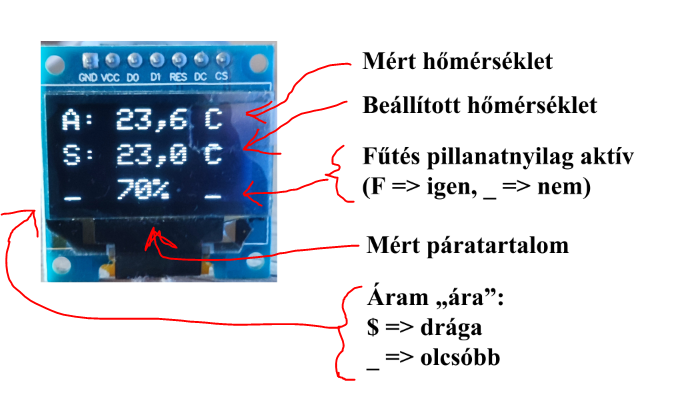 GND VCC D0 D1 RES DC CS
A: 23,6 C
S: 23,0 C
_ 70% _
Mért hőmérséklet
Beállított hőmérséklet
Fűtés pillanatnyilag aktív
(F => igen, _ => nem)
Mért páratartalom
Áram „ára”:
$ => drága
_ => olcsóbb